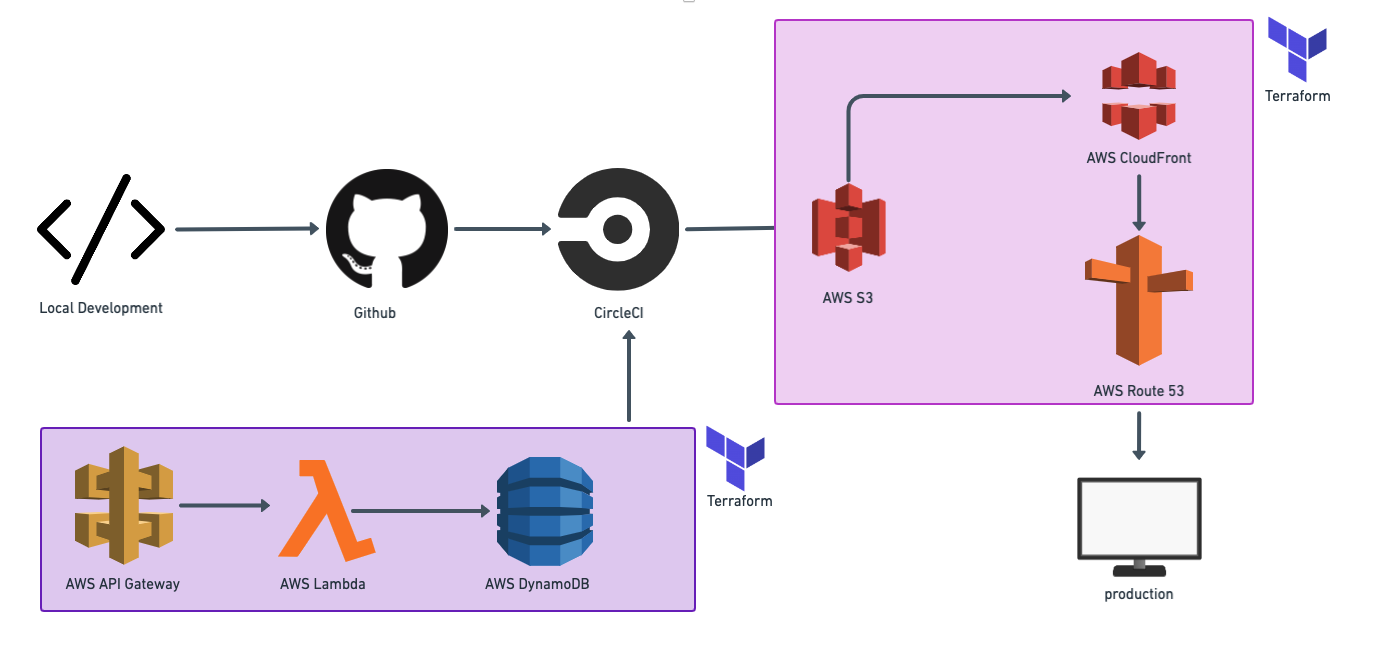 Terraform
AWS CloudFront
AWS S3
Local Development
Github
CircleCI
AWS Route 53
Terraform
AWS API Gateway
AWS Lambda
AWS DynamoDB
production